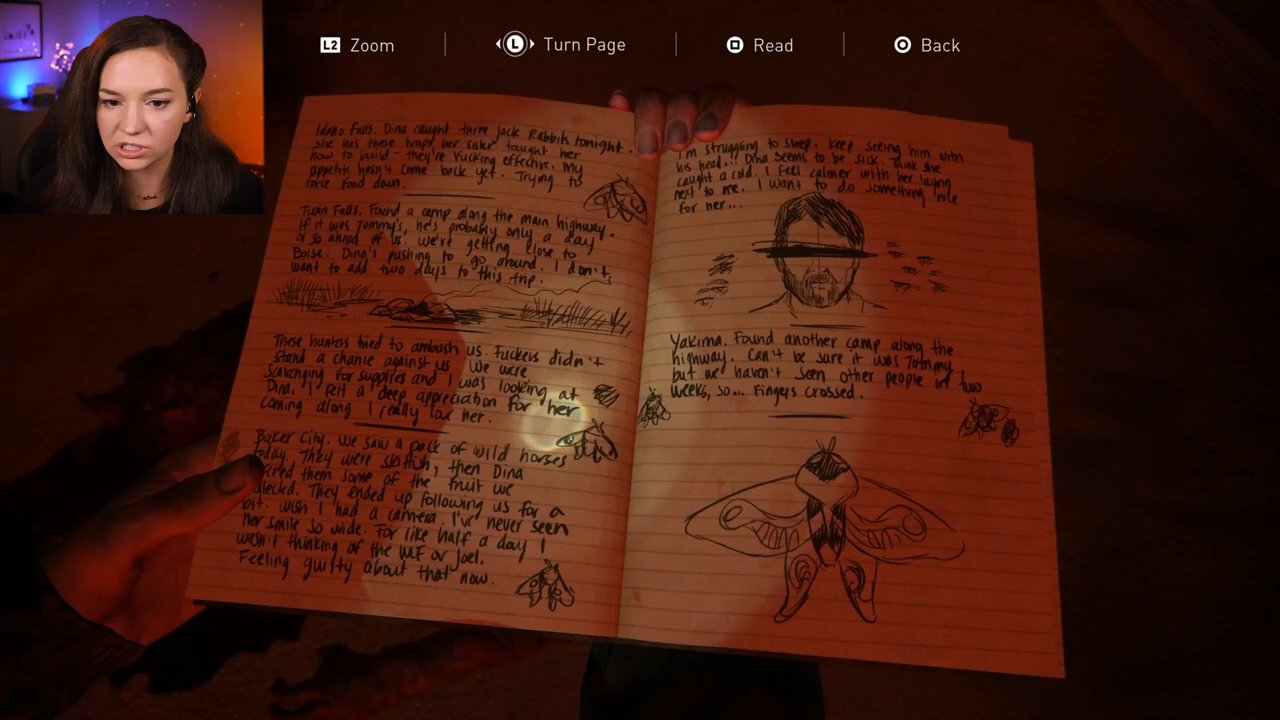 L2 Zoom
L Turn Page
Read
Back
Idaho Falls. Dina caught three Jack Rabbits tonight.
She has these traps her sister taught her
how to build - they're fucking effective. My
appetite hasn't come back yet. Trying to
force food down.
Twin Falls. Found a camp along the main highway.
If it was Tommy's, he's probably only a day
or so ahead of us. We're getting close to
Boise. Dina's pushing to go around. I don't
want to add two days to this trip.
These hunters tried to ambush us. Fuckers didn't
stand a chance against us. We were
scavenging for supplies and I was looking at
Dina. I felt a deep appreciation for her
coming along. I really love her.
Baker City. We saw a pack of wild horses
today. They were skittish, then Dina
some of the fruit we
They ended up following us for a
bit. Wish I had a camera. I've never seen
her smile so wide. For like half a day I
wasn't thinking of the WLF or Joel.
Feeling guilty about that now.
I'm struggling to sleep. Keep seeing him with
his head... Dina seems to be sick. Think she
caught a cold. I feel calmer with her laying
next to me. I want to do something nice
for her...
Yakima. Found another camp along the
highway. Can't be sure it was Tommy
but we haven't seen other people in two
weeks, so... Fingers crossed.